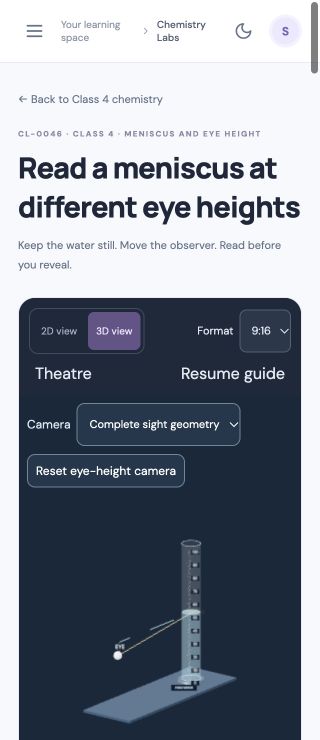 Your learning space
Chemistry Labs
S
← Back to Class 4 chemistry
CL-0046 · CLASS 4 · MENISCUS AND EYE HEIGHT
Read a meniscus at
different eye heights
Keep the water still. Move the observer. Read before
you reveal.
2D view
3D view
Format
9:16
Theatre
Resume guide
Camera
Complete sight geometry
Reset eye-height camera
EYE